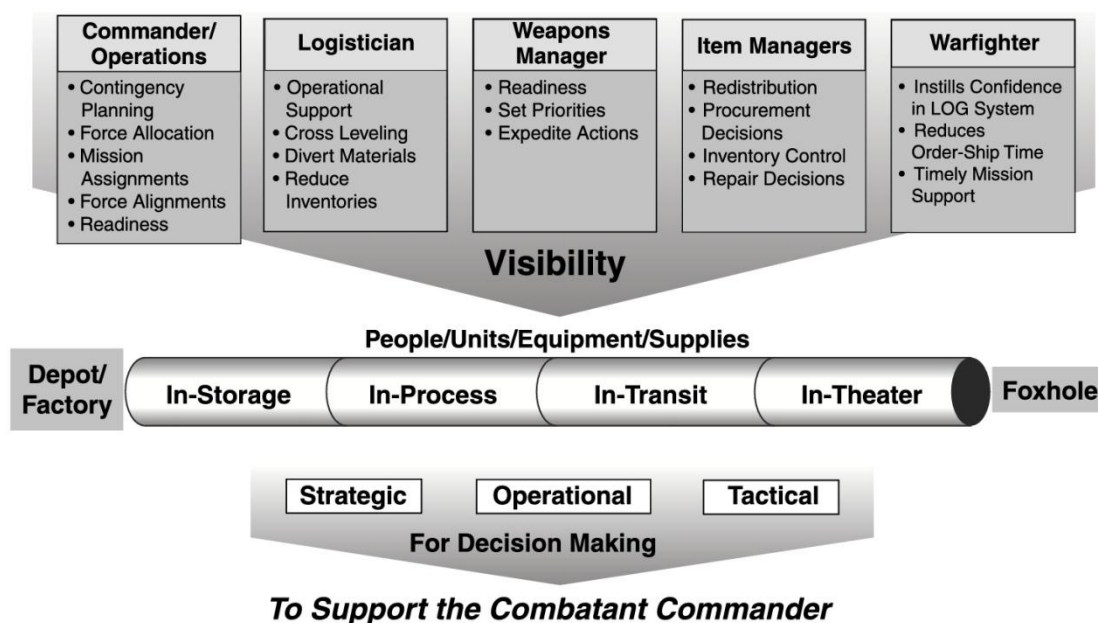 Commander/
Operations
• Contingency
Planning
• Force Allocation
• Mission
Assignments
• Force Alignments
• Readiness
Logistician
• Operational
Support
• Cross Leveling
• Divert Materials
• Reduce
Inventories
Weapons
Manager
• Readiness
• Set Priorities
• Expedite Actions
Item Managers
• Redistribution
• Procurement
Decisions
• Inventory Control
• Repair Decisions
Warfighter
• Instills Confidence
in LOG System
• Reduces
Order-Ship Time
• Timely Mission
Support
Visibility
People/Units/Equipment/Supplies
Depot/
Factory
In-Storage
In-Process
In-Transit
In-Theater
Foxhole
Strategic
Operational
Tactical
For Decision Making
To Support the Combatant Commander